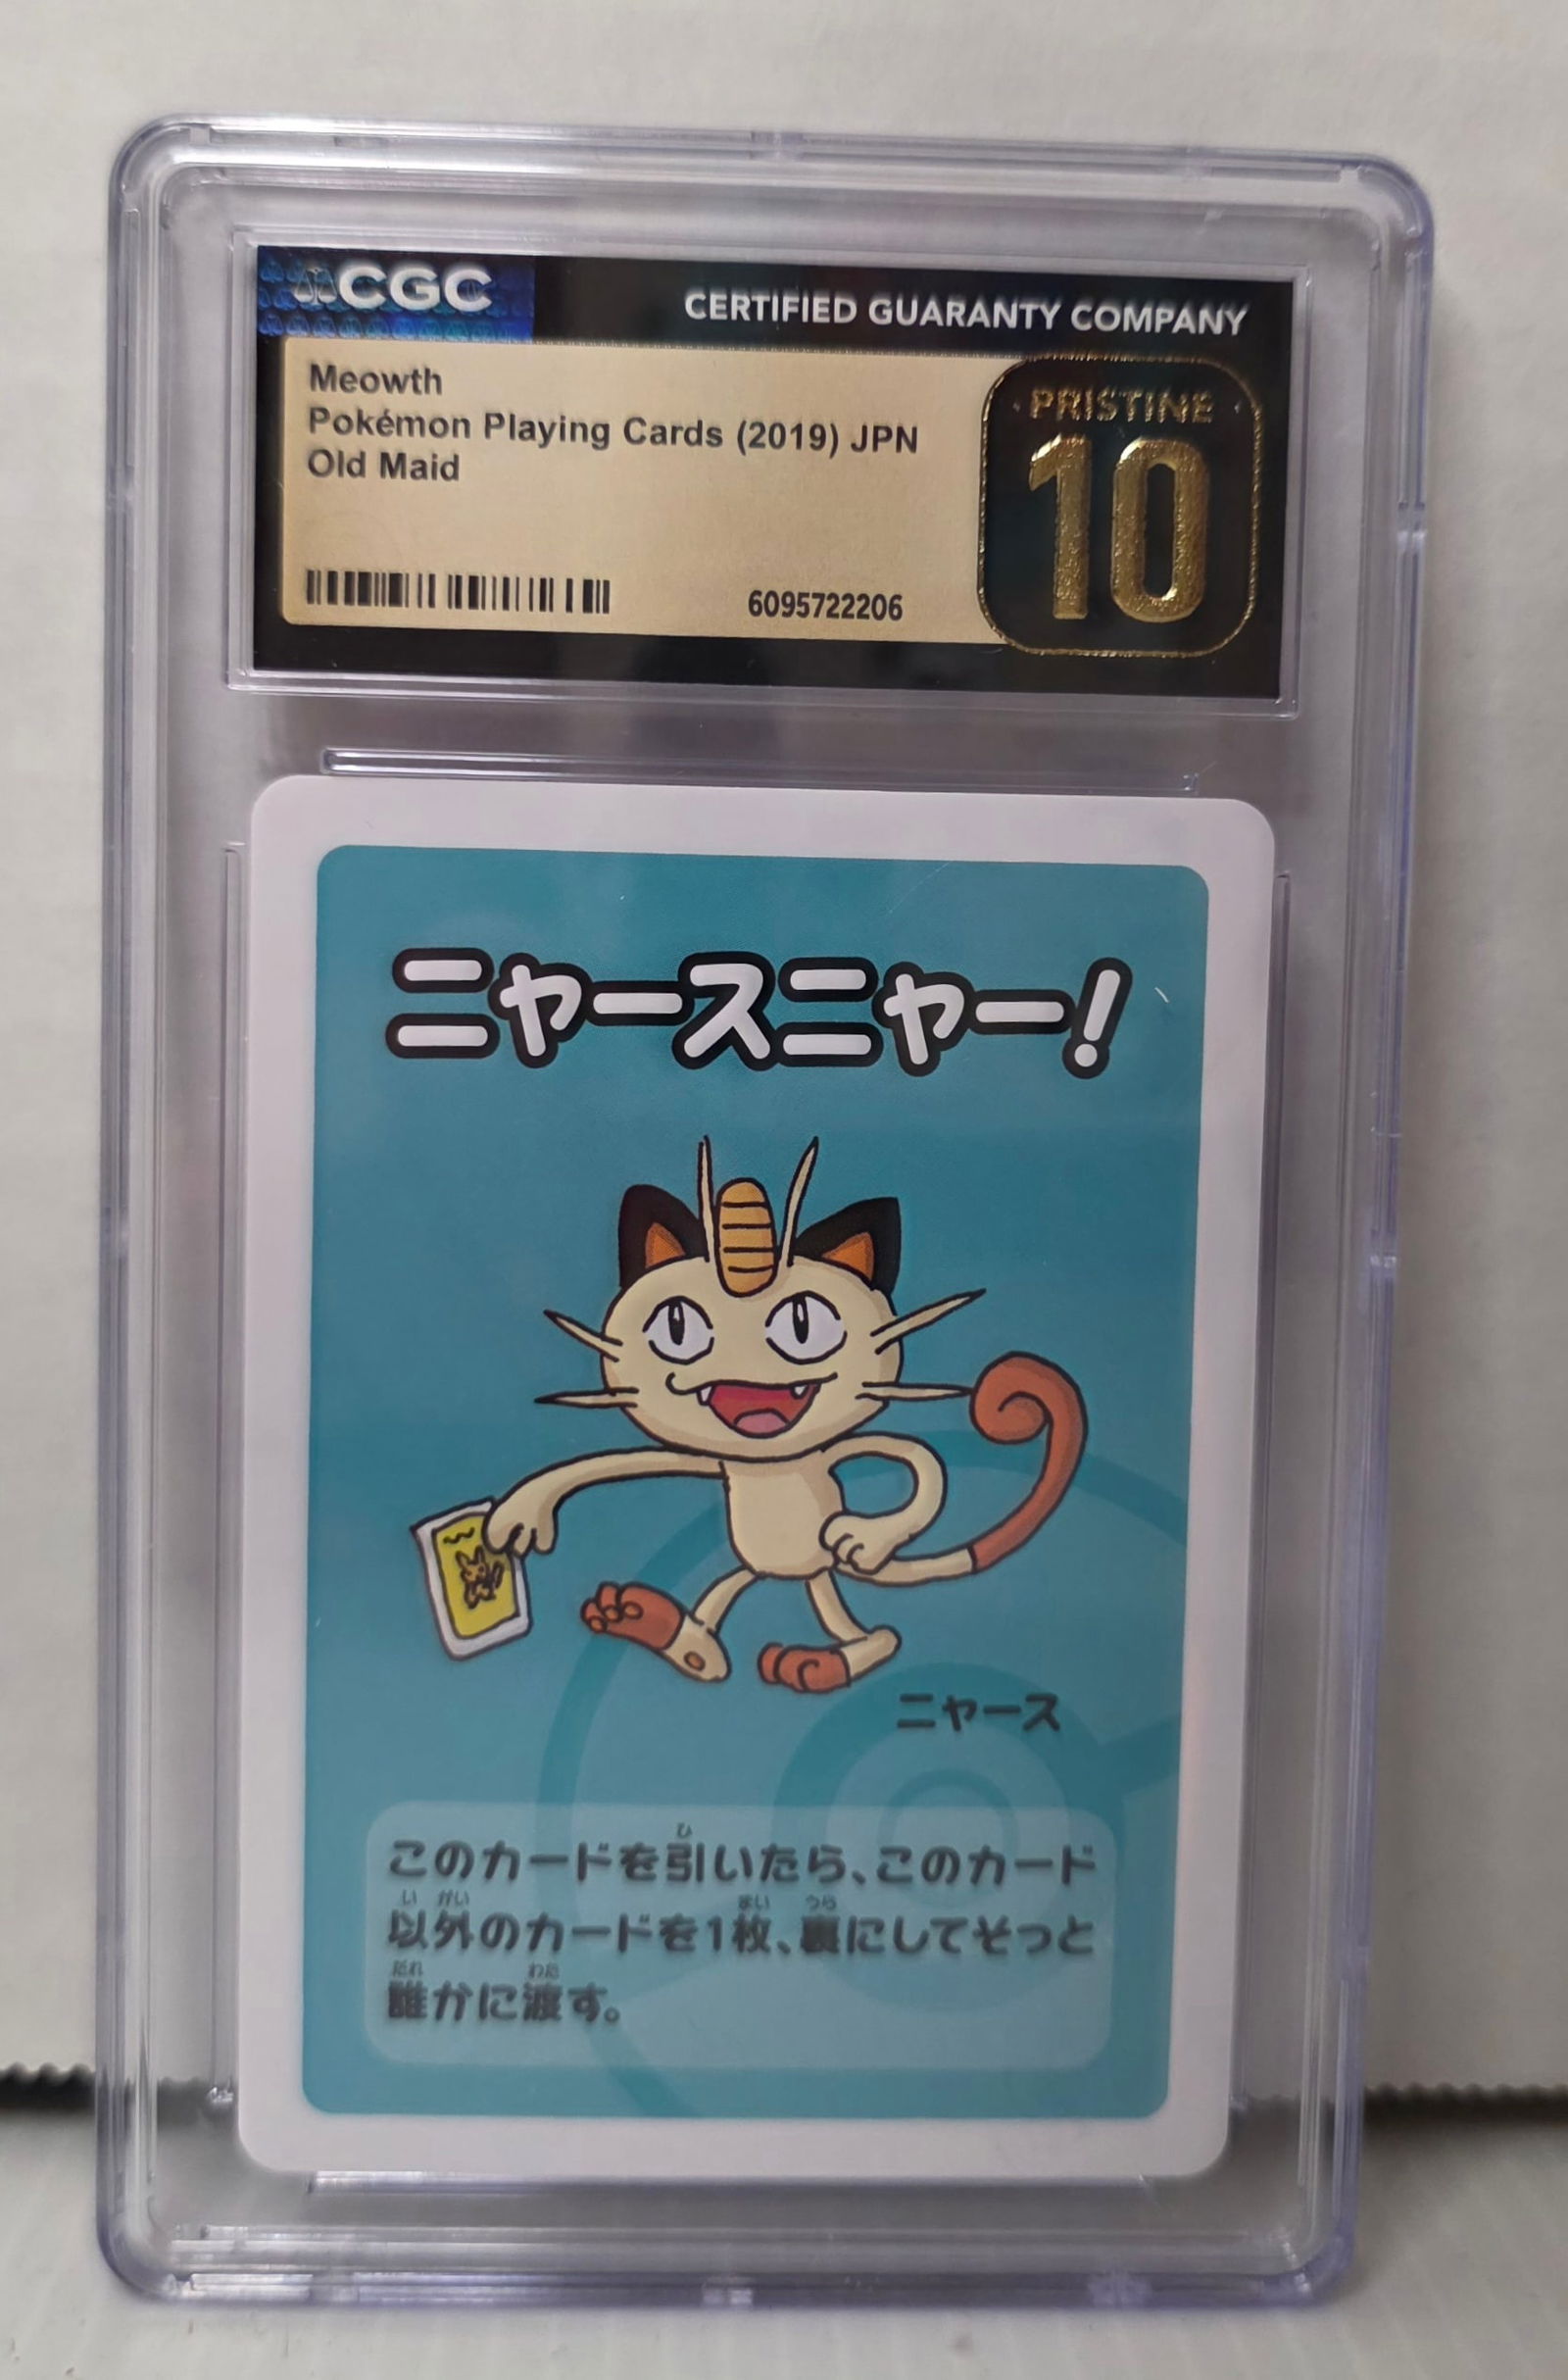 CGC
CERTIFIED GUARANTY COMPANY
Meowth
Pokémon Playing Cards (2019) JPN
Old Maid
6095722206
PRISTINE
10
ニャースニャー!
ニャース
このカードを引いたら、このカード
以外のカードを1枚、裏にしてそっと
誰かに渡す。